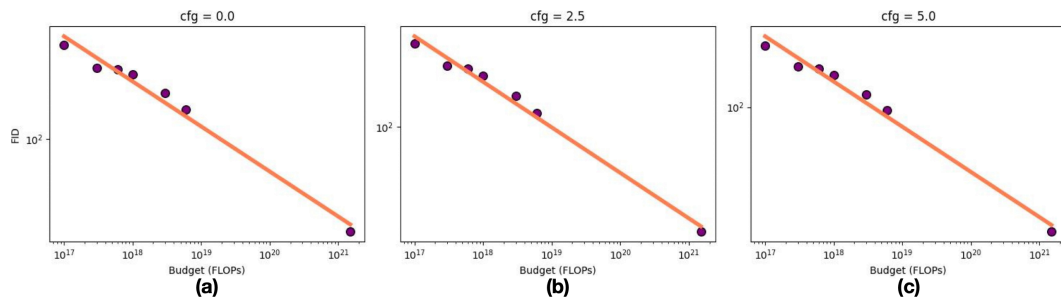 cfg = 0.0
cfg = 2.5
cfg = 5.0
FID
10²
10²
10²
10¹⁷ 10¹⁸ 10¹⁹ 10²⁰ 10²¹
10¹⁷ 10¹⁸ 10¹⁹ 10²⁰ 10²¹
10¹⁷ 10¹⁸ 10¹⁹ 10²⁰ 10²¹
Budget (FLOPs)
Budget (FLOPs)
Budget (FLOPs)
(a)
(b)
(c)